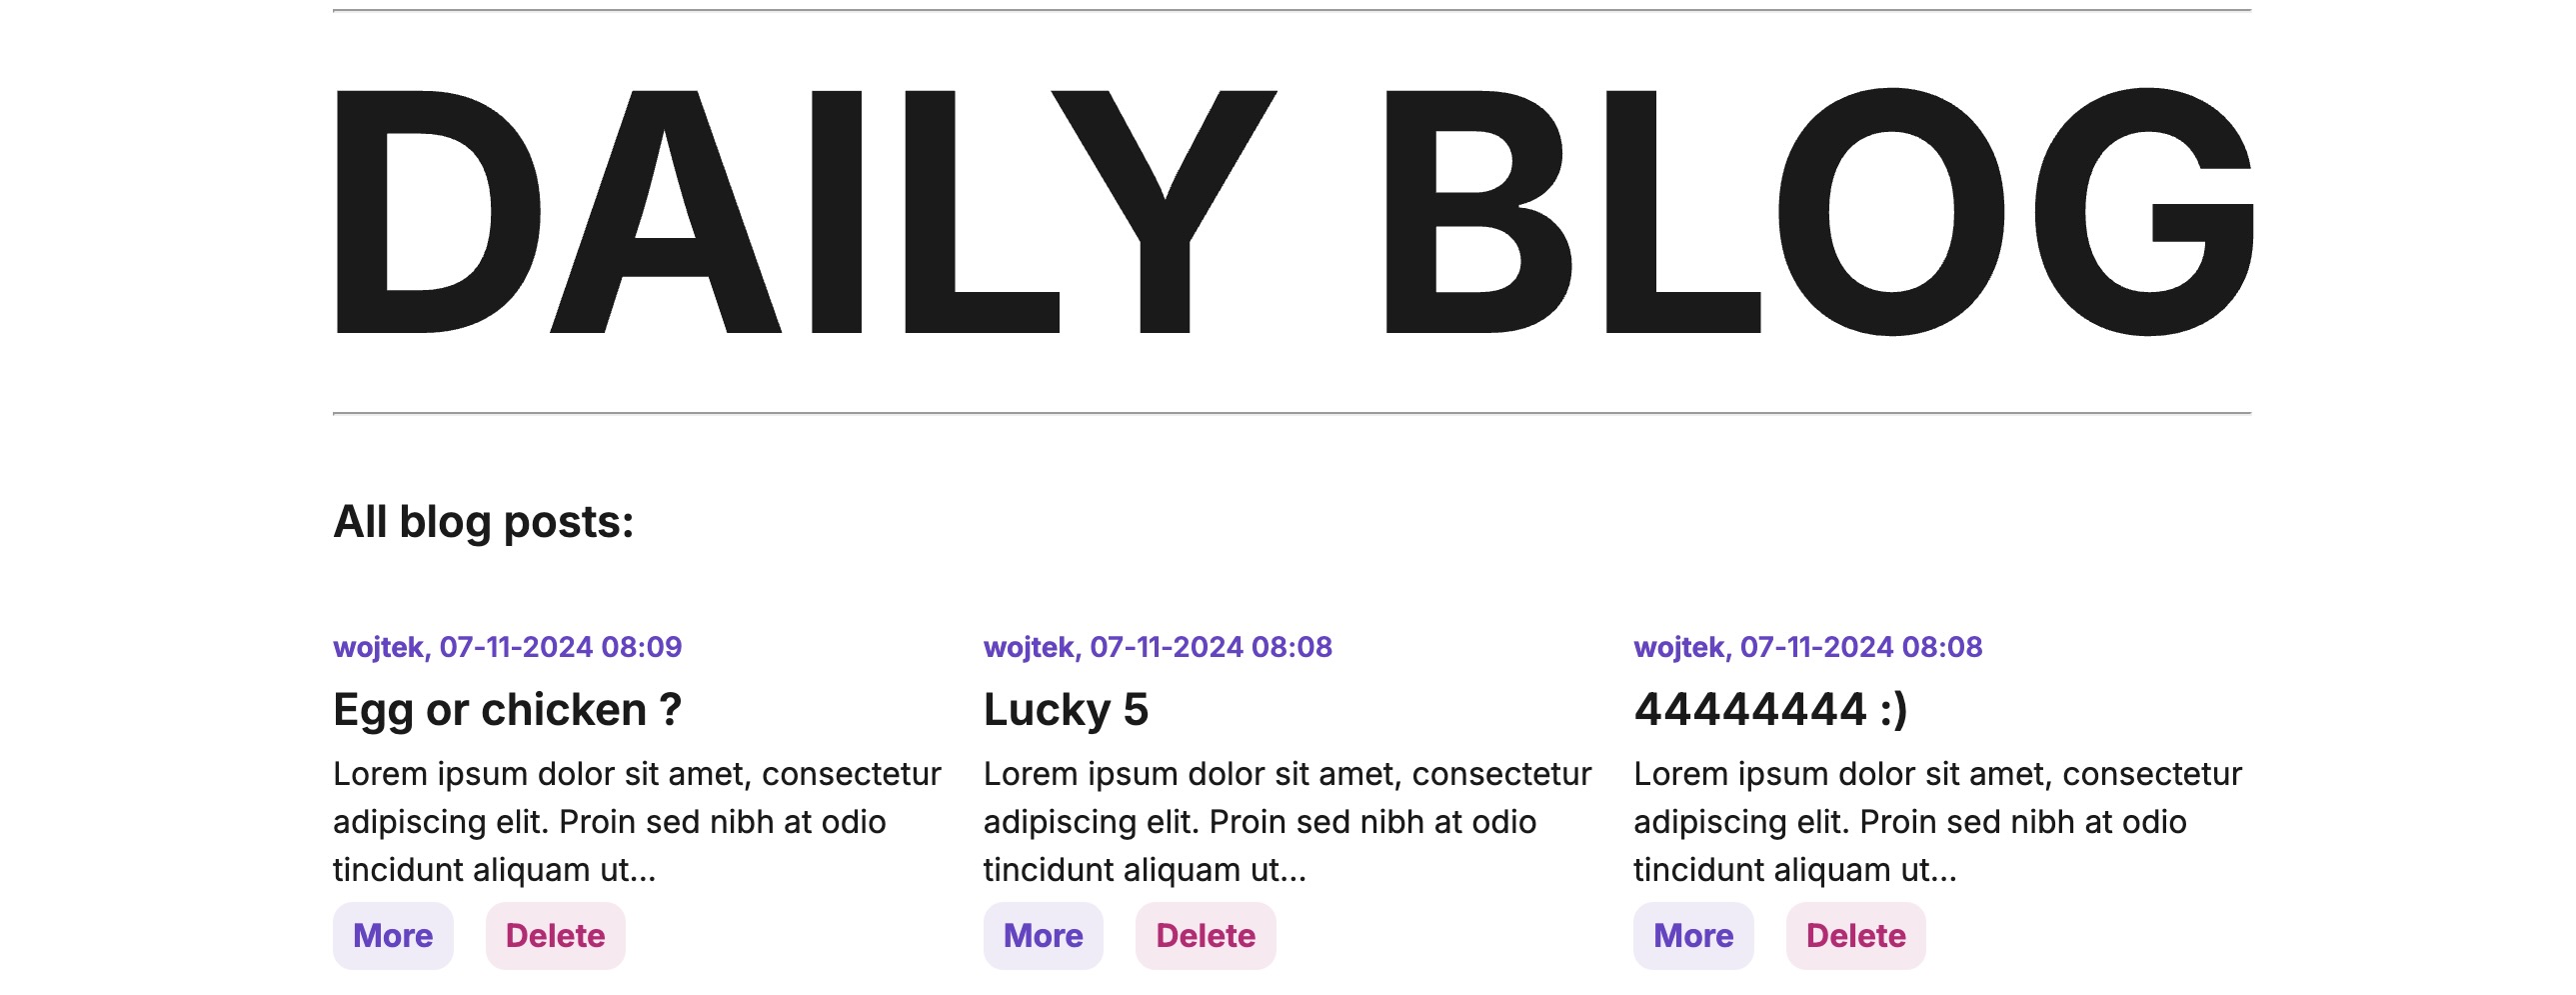 DAILY BLOG
All blog posts:
wojtek, 07-11-2024 08:09
Egg or chicken ?
Lorem ipsum dolor sit amet, consectetur
adipiscing elit. Proin sed nibh at odio
tincidunt aliquam ut...
More
Delete
wojtek, 07-11-2024 08:08
Lucky 5
Lorem ipsum dolor sit amet, consectetur
adipiscing elit. Proin sed nibh at odio
tincidunt aliquam ut...
More
Delete
wojtek, 07-11-2024 08:08
44444444 :)
Lorem ipsum dolor sit amet, consectetur
adipiscing elit. Proin sed nibh at odio
tincidunt aliquam ut...
More
Delete